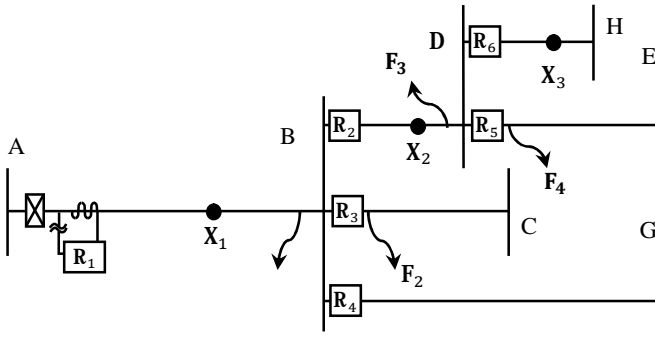 H
D
R₆
E
F₃
X₃
B
R₂
R₅
A
X₂
F₄
R₃
X₁
C
G
R₁
F₂
R₄